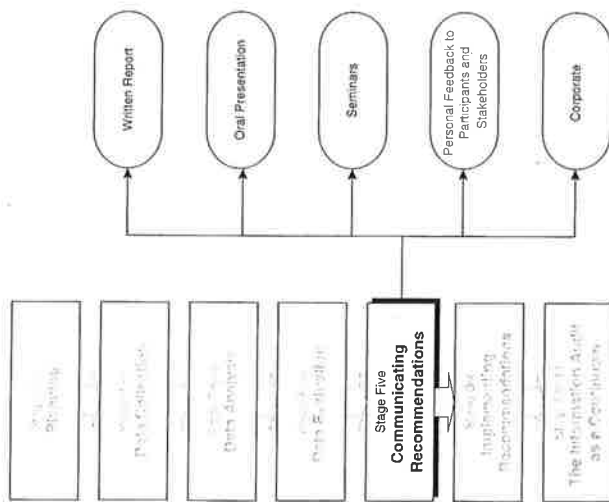 Planning
Data Collection
Data Analysis
Data Evaluation
Stage Five
Communicating
Recommendations
Implementing
Recommendations
The Information Audit
as a Continuum
Written Report
Oral Presentation
Seminars
Personal Feedback to
Participants and
Stakeholders
Corporate